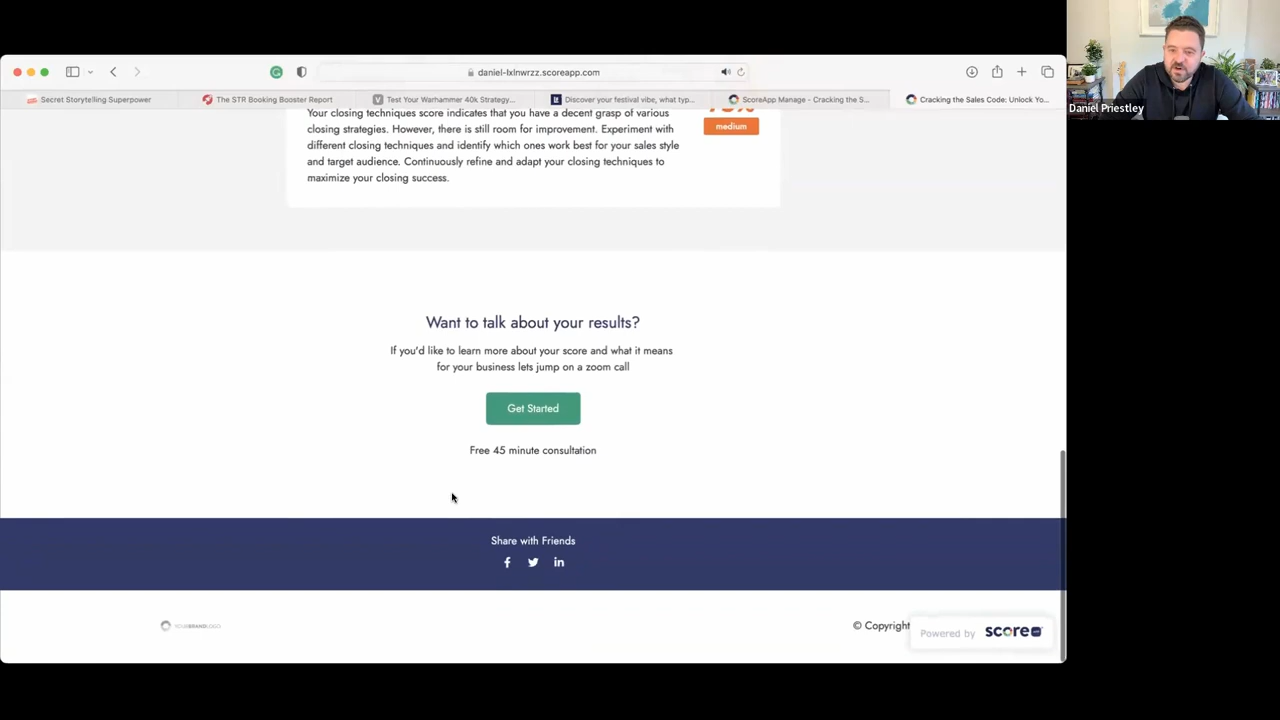 daniel-lxlnwrzz.scoreapp.com
Secret Storytelling Superpower
The STR Booking Booster Report
Test Your Warhammer 40k Strategy...
Discover your festival vibe, what typ...
ScoreApp Manage - Cracking the S...
Cracking the Sales Code: Unlock Yo...
Daniel Priestley
Your closing techniques score indicates that you have a decent grasp of various
closing strategies. However, there is still room for improvement. Experiment with
different closing techniques and identify which ones work best for your sales style
and target audience. Continuously refine and adapt your closing techniques to
maximize your closing success.
medium
Want to talk about your results?
If you'd like to learn more about your score and what it means
for your business lets jump on a zoom call
Get Started
Free 45 minute consultation
Share with Friends
YOUR BRAND LOGO
© Copyright
Powered by score